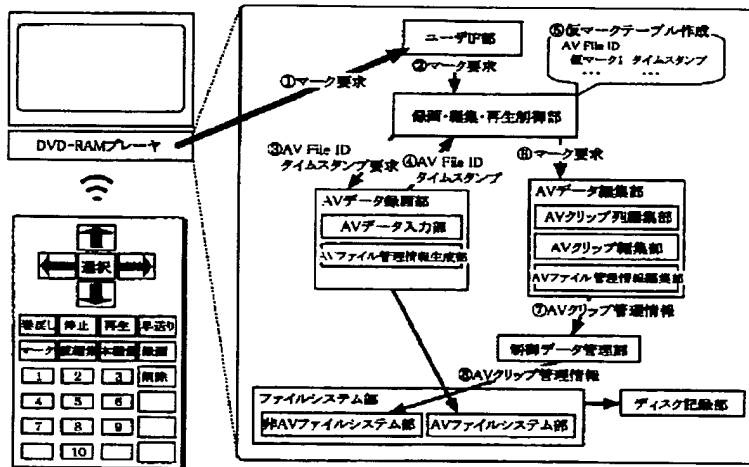 ユーザIF部
⑤仮マークテーブル作成
AV File ID
仮マーク1 タイムスタンプ
… …
①マーク要求
②マーク要求
録画・編集・再生制御部
DVD-RAMプレーヤ
③AV File ID
タイムスタンプ要求
④AV File ID
タイムスタンプ
⑥マーク要求
AVデータ録画部
AVデータ入力部
AVファイル管理情報生成部
AVデータ編集部
AVクリップ列編集部
AVクリップ編集部
AVファイル管理情報編集部
⑦AVクリップ管理情報
制御データ管理部
⑧AVクリップ管理情報
ファイルシステム部
非AVファイルシステム部
AVファイルシステム部
ディスク記録部
選択
巻戻し 停止 再生 早送り
マーク 仮編集 本編集 録画
1 2 3 削除
4 5 6
7 8 9
10